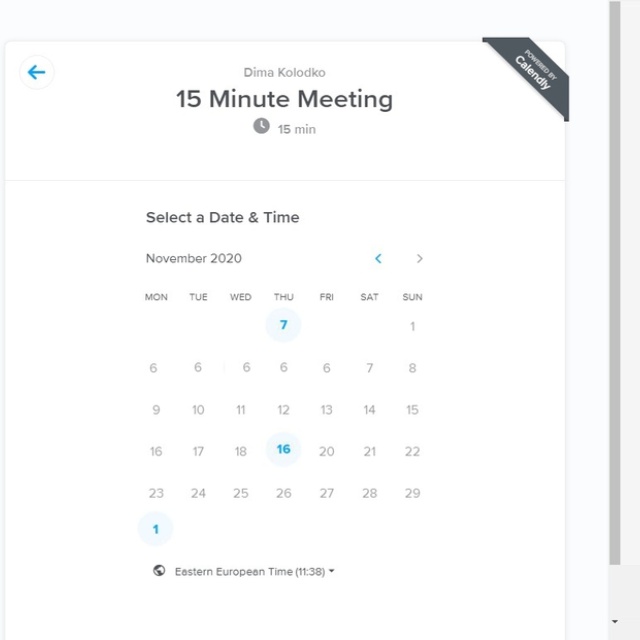 POWERED BY
Calendly
Dima Kolodko
15 Minute Meeting
15 min
Select a Date & Time
November 2020
MON TUE WED THU FRI SAT SUN
7 1
6 6 6 6 6 7 8
9 10 11 12 13 14 15
16 17 18 16 20 21 22
23 24 25 26 27 28 29
1
Eastern European Time (11:38)